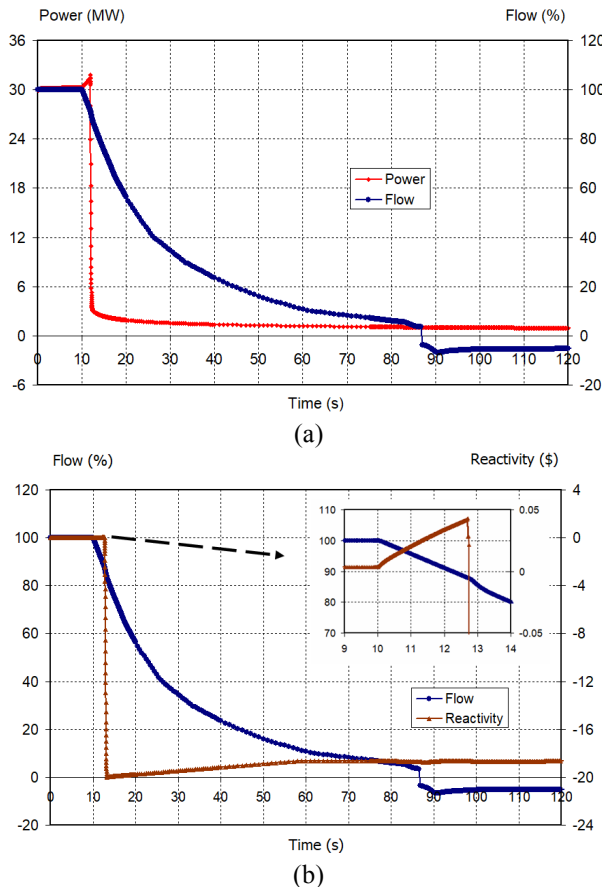 Power (MW) Flow (%)
36 120
30 100
24 80
18 60
12 40
6 20
0 0
-6 -20
Power
Flow
0 10 20 30 40 50 60 70 80 90 100 110 120
Time (s)
(a)
Flow (%) Reactivity ($)
120 4
100 0
80 -4
60 -8
40 -12
20 -16
0 -20
-20 -24
110 0.05
100
90 0
80
70 -0.05
9 10 11 12 13 14
Flow
Reactivity
0 10 20 30 40 50 60 70 80 90 100 110 120
Time (s)
(b)